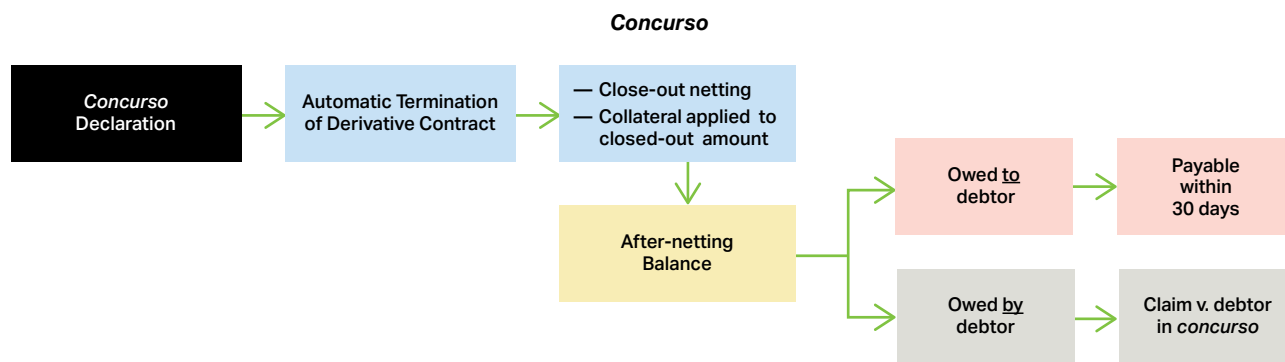 Concurso
Concurso
Declaration
Automatic Termination
of Derivative Contract
— Close-out netting
— Collateral applied to
closed-out amount
After-netting
Balance
Owed to
debtor
Payable
within
30 days
Owed by
debtor
Claim v. debtor
in concurso